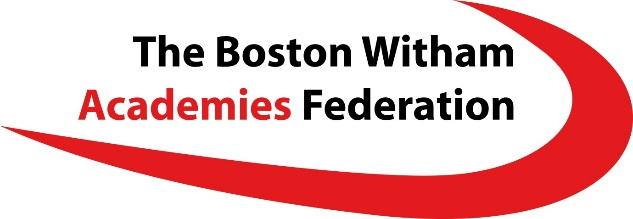 The Boston Witham
Academies Federation